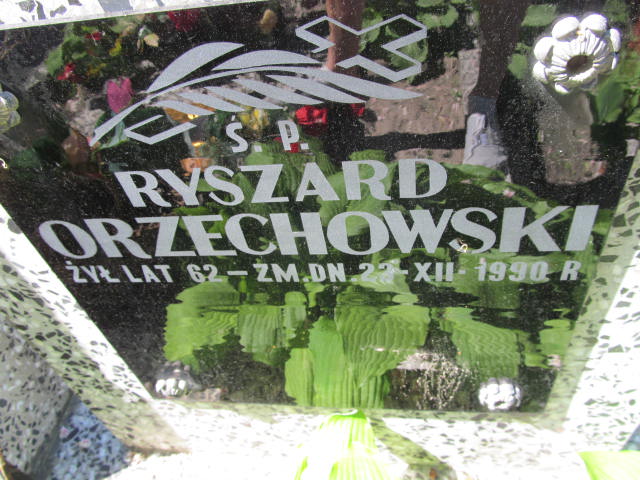 Ś. P.
RYSZARD
ORZECHOWSKI
ŻYŁ LAT 62 – ZM. DN. 23-XII-1990 R